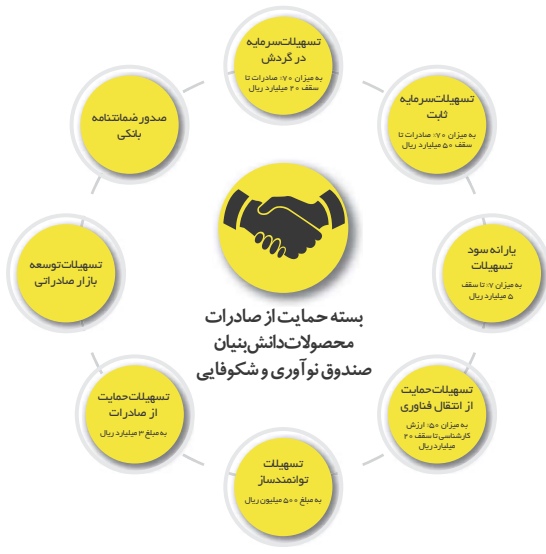 تسهیلات‌سرمایه
در گردش
به میزان ۷۰٪ صادرات تا
سقف ۲۰ میلیارد ریال
تسهیلات‌سرمایه
ثابت
به میزان ۷۰٪ صادرات تا
سقف ۵۰ میلیارد ریال
یارانه سود
تسهیلات
به میزان ۷٪ تا سقف
۵ میلیارد ریال
تسهیلات‌حمایت
از انتقال فناوری
به میزان ۵۰٪ ارزش
کارشناسی تا سقف ۲۰
میلیارد ریال
تسهیلات
توانمندساز
به مبلغ ۵۰۰ میلیون ریال
تسهیلات‌حمایت
از صادرات
به مبلغ ۳ میلیارد ریال
تسهیلات‌توسعه
بازار صادراتی
صدور ضمانتنامه
بانکی
بسته حمایت از صادرات
محصولات‌دانش‌بنیان
صندوق نوآوری و شکوفایی